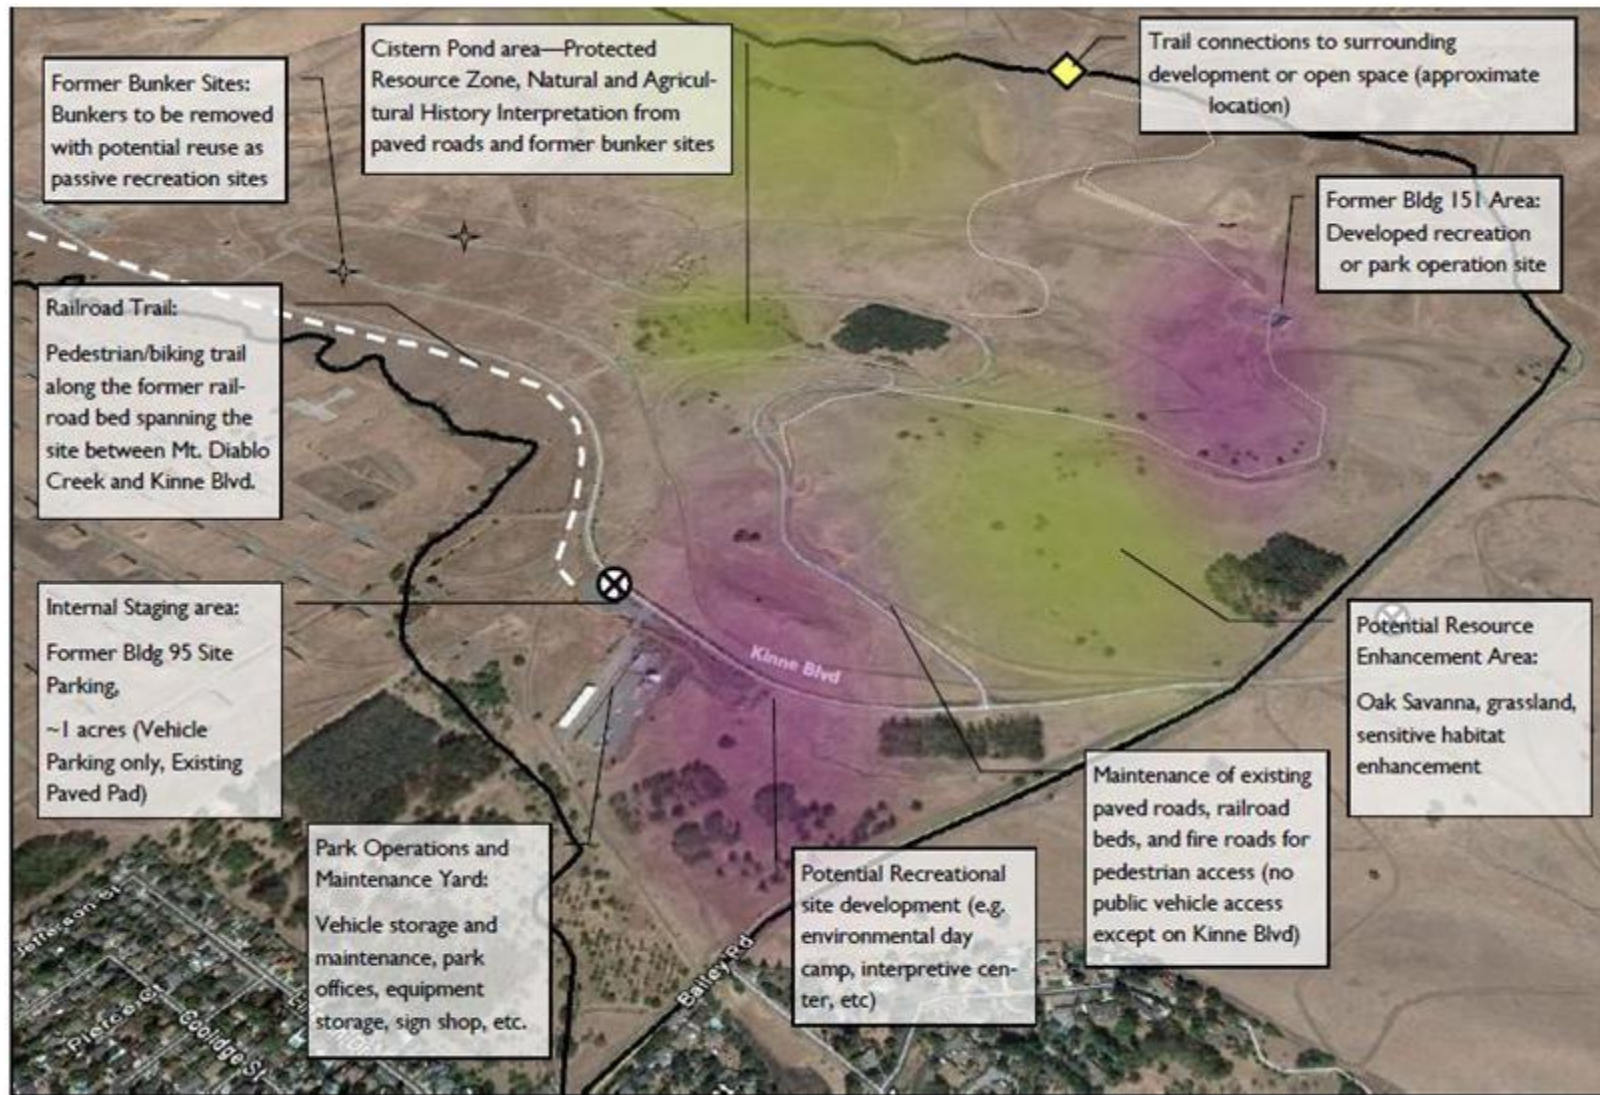 Former Bunker Sites:
Bunkers to be removed
with potential reuse as
passive recreation sites
Cistern Pond area—Protected
Resource Zone, Natural and Agricul-
tural History Interpretation from
paved roads and former bunker sites
Trail connections to surrounding
development or open space (approximate
location)
Former Bldg 151 Area:
Developed recreation
or park operation site
Railroad Trail:
Pedestrian/biking trail
along the former rail-
road bed spanning the
site between Mt. Diablo
Creek and Kinne Blvd.
Internal Staging area:
Former Bldg 95 Site
Parking,
~1 acres (Vehicle
Parking only, Existing
Paved Pad)
Kinne Blvd
Potential Resource
Enhancement Area:
Oak Savanna, grassland,
sensitive habitat
enhancement
Maintenance of existing
paved roads, railroad
beds, and fire roads for
pedestrian access (no
public vehicle access
except on Kinne Blvd)
Park Operations and
Maintenance Yard:
Vehicle storage and
maintenance, park
offices, equipment
storage, sign shop, etc.
Potential Recreational
site development (e.g.
environmental day
camp, interpretive cen-
ter, etc)
Bailey Rd
Jefferson St
Pierce Ct
Coolidge St